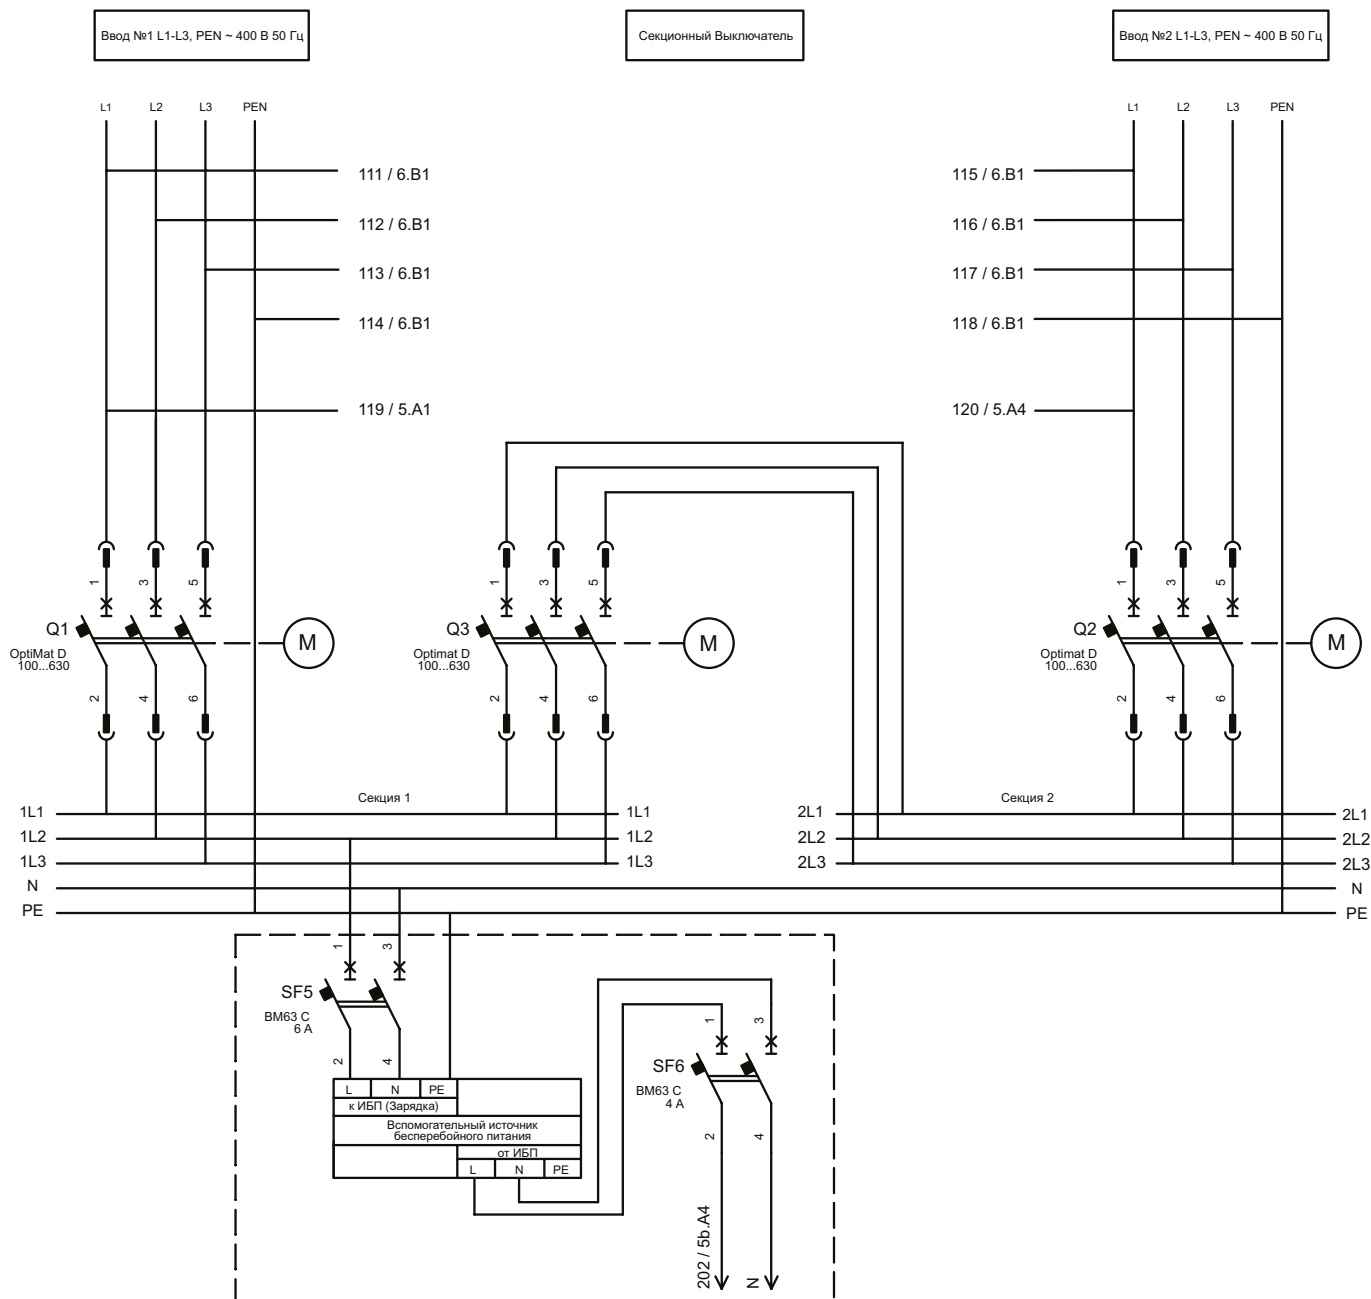 Ввод №1 L1-L3, PEN ~ 400 В 50 Гц
Секционный Выключатель
Ввод №2 L1-L3, PEN ~ 400 В 50 Гц
L1 L2 L3 PEN
L1 L2 L3 PEN
111 / 6.B1
115 / 6.B1
112 / 6.B1
116 / 6.B1
113 / 6.B1
117 / 6.B1
114 / 6.B1
118 / 6.B1
119 / 5.A1
120 / 5.A4
1 3 5
1 3 5
1 3 5
Q1
OptiMat D
100...630
M
Q3
Optimat D
100...630
M
Q2
Optimat D
100...630
M
2 4 6
2 4 6
2 4 6
Секция 1
Секция 2
1L1 1L1 2L1 2L1
1L2 1L2 2L2 2L2
1L3 1L3 2L3 2L3
N N
PE PE
1 3
SF5
ВМ63 С
6 А
2 4
1 3
SF6
ВМ63 С
4 А
2 4
L N PE
к ИБП (Зарядка)
Вспомогательный источник
бесперебойного питания
от ИБП
L N PE
202 / 5b.A4
N